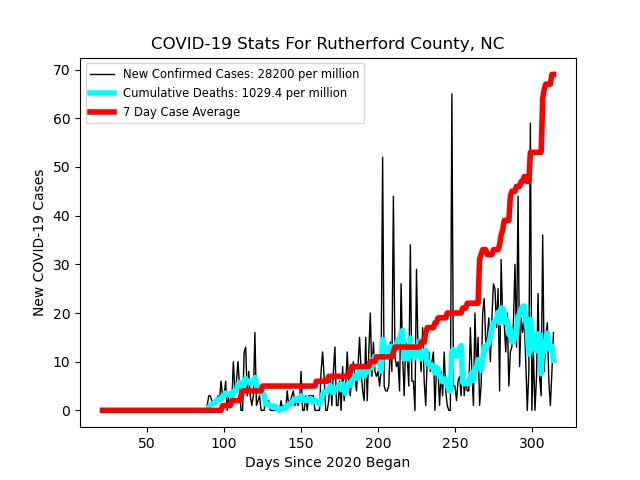 COVID-19 Stats For Rutherford County, NC
New Confirmed Cases: 28200 per million
Cumulative Deaths: 1029.4 per million
7 Day Case Average
New COVID-19 Cases
70
60
50
40
30
20
10
0
50 100 150 200 250 300
Days Since 2020 Began